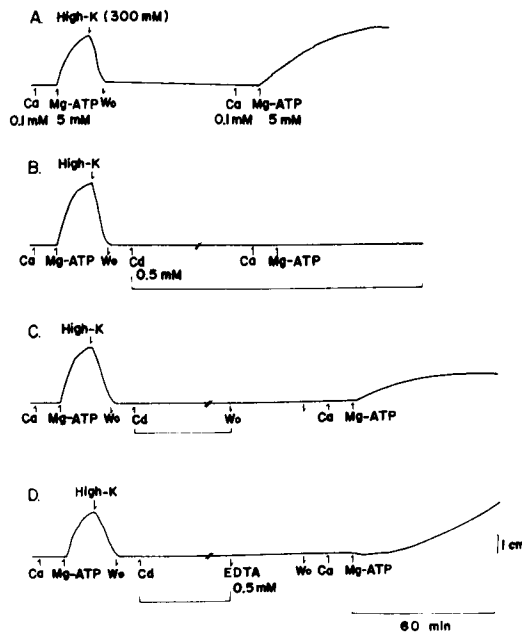 A. High-K (300 mM)
Ca Mg-ATP Wo Ca Mg-ATP
0.1 mM 5 mM 0.1 mM 5 mM
B. High-K
Ca Mg-ATP Wo Cd Ca Mg-ATP
0.5 mM
C. High-K
Ca Mg-ATP Wo Cd Wo Ca Mg-ATP
D. High-K
1 cm
Ca Mg-ATP Wo Cd EDTA Wo Ca Mg-ATP
0.5 mM
60 min